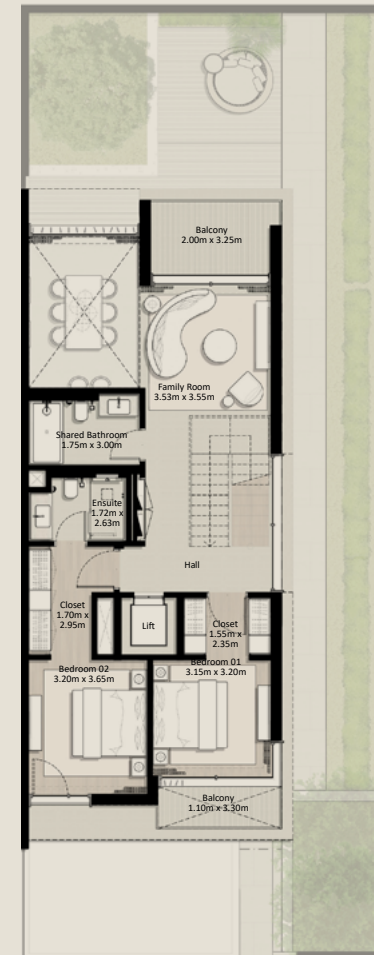 Balcony
2.00m x 3.25m
Family Room
3.53m x 3.55m
Shared Bathroom
1.75m x 3.00m
Ensuite
1.72m x
2.63m
Hall
Closet
1.70m x
2.95m
Lift
Closet
1.55m x
2.35m
Bedroom 02
3.20m x 3.65m
Bedroom 01
3.15m x 3.20m
Balcony
1.10m x 3.30m